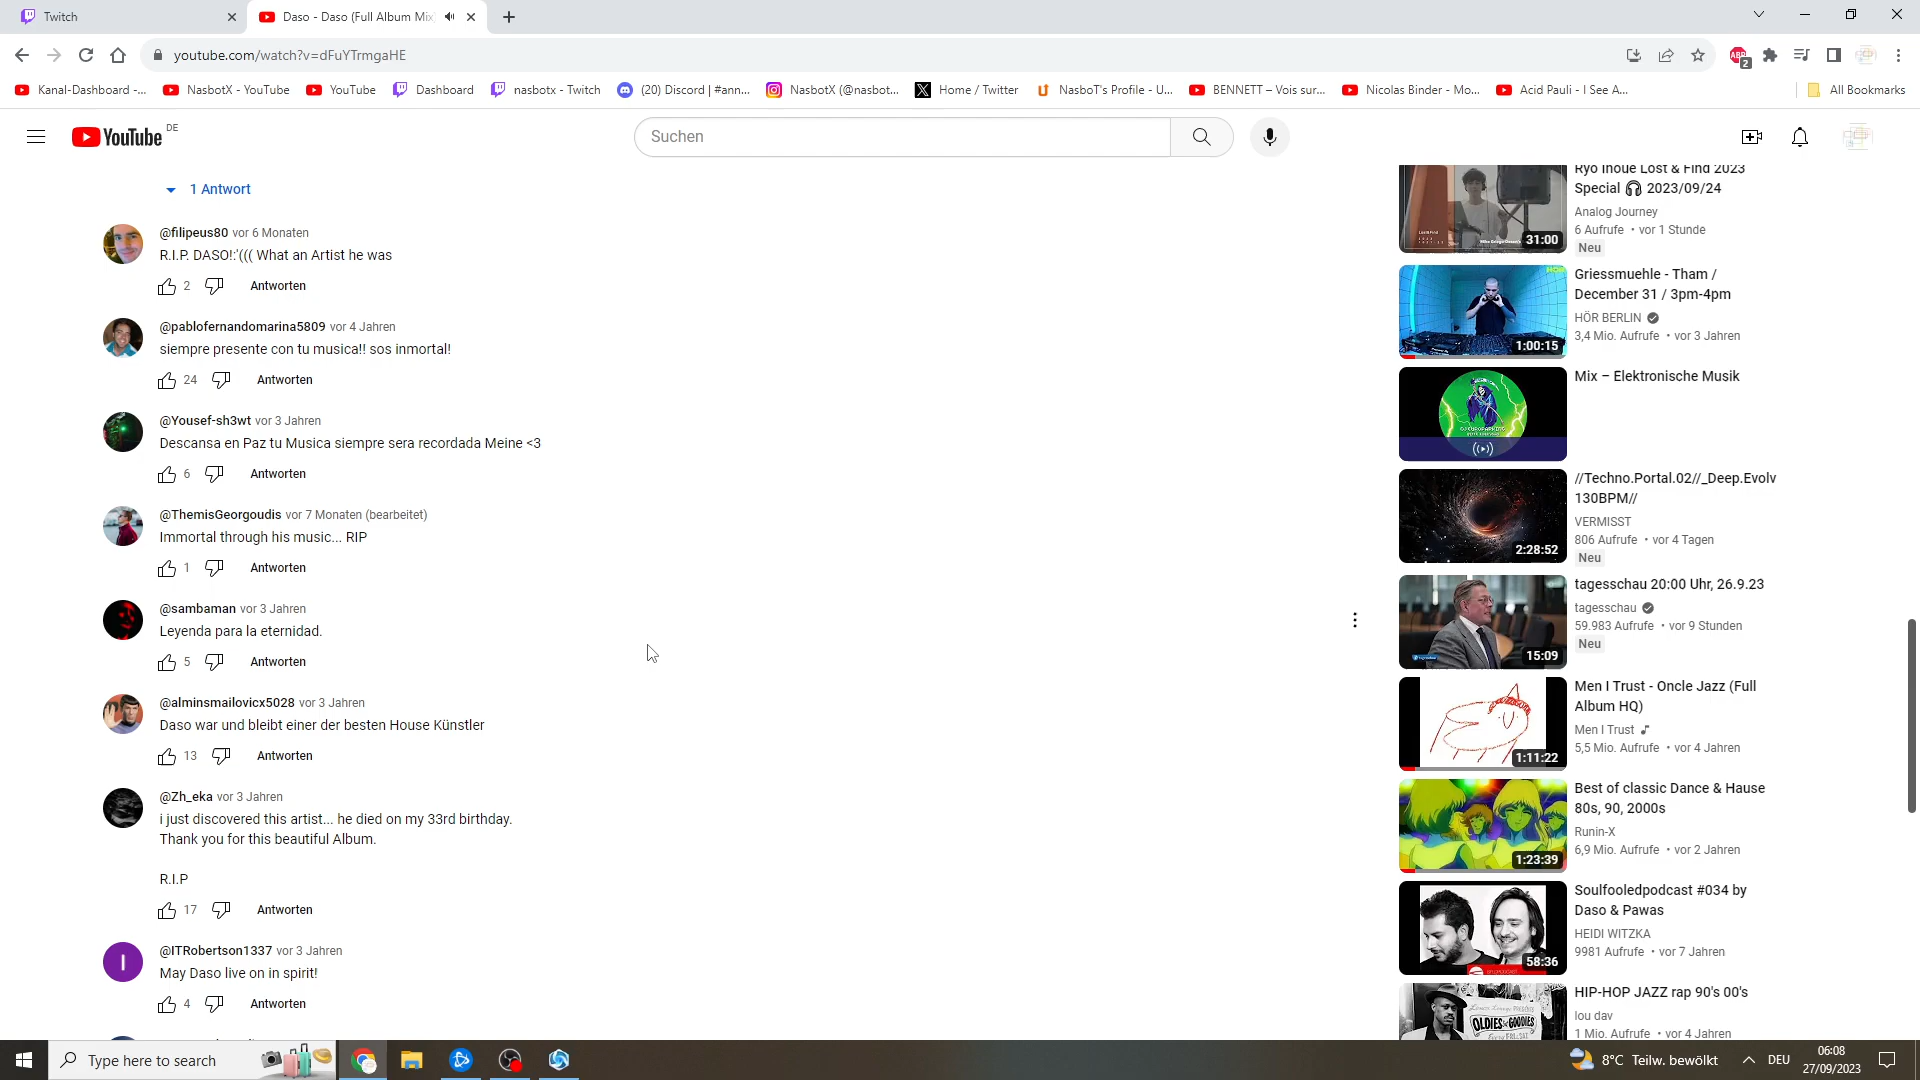 Twitch
Daso - Daso (Full Album Mix
youtube.com/watch?v=dFuYTrmgaHE
2
Kanal-Dashboard -...
NasbotX - YouTube
YouTube
Dashboard
nasbotx - Twitch
(20) Discord | #ann...
NasbotX (@nasbot...
Home / Twitter
NasboT's Profile - U...
BENNETT – Vois sur...
Nicolas Binder - Mo...
Acid Pauli - I See A...
All Bookmarks
YouTube DE
Suchen
1 Antwort
@filipeus80 vor 6 Monaten
R.I.P. DASO!:'((( What an Artist he was
2 Antworten
@pablofernandomarina5809 vor 4 Jahren
siempre presente con tu musica!! sos inmortal!
24 Antworten
@Yousef-sh3wt vor 3 Jahren
Descansa en Paz tu Musica siempre sera recordada Meine <3
6 Antworten
@ThemisGeorgoudis vor 7 Monaten (bearbeitet)
Immortal through his music... RIP
1 Antworten
@sambaman vor 3 Jahren
Leyenda para la eternidad.
5 Antworten
@alminsmailovicx5028 vor 3 Jahren
Daso war und bleibt einer der besten House Künstler
13 Antworten
@Zh_eka vor 3 Jahren
i just discovered this artist... he died on my 33rd birthday.
Thank you for this beautiful Album.
R.I.P
17 Antworten
I
@ITRobertson1337 vor 3 Jahren
May Daso live on in spirit!
4 Antworten
Ryo Inoue Lost & Find 2023
Special 🎧 2023/09/24
Analog Journey
6 Aufrufe • vor 1 Stunde
Neu
31:00
Griessmuehle - Tham /
December 31 / 3pm-4pm
HÖR BERLIN
3,4 Mio. Aufrufe • vor 3 Jahren
1:00:15
Mix – Elektronische Musik
//Techno.Portal.02//_Deep.Evolv
130BPM//
VERMISST
806 Aufrufe • vor 4 Tagen
Neu
2:28:52
tagesschau 20:00 Uhr, 26.9.23
tagesschau
59.983 Aufrufe • vor 9 Stunden
Neu
15:09
Men I Trust - Oncle Jazz (Full
Album HQ)
Men I Trust
5,5 Mio. Aufrufe • vor 4 Jahren
1:11:22
Best of classic Dance & Hause
80s, 90, 2000s
Runin-X
6,9 Mio. Aufrufe • vor 2 Jahren
1:23:39
Soulfooledpodcast #034 by
Daso & Pawas
HEIDI WITZKA
9981 Aufrufe • vor 7 Jahren
58:36
HIP-HOP JAZZ rap 90's 00's
lou dav
1 Mio. Aufrufe • vor 4 Jahren
OLDIES GOODIES
Type here to search
8°C Teilw. bewölkt
DEU
06:08
27/09/2023